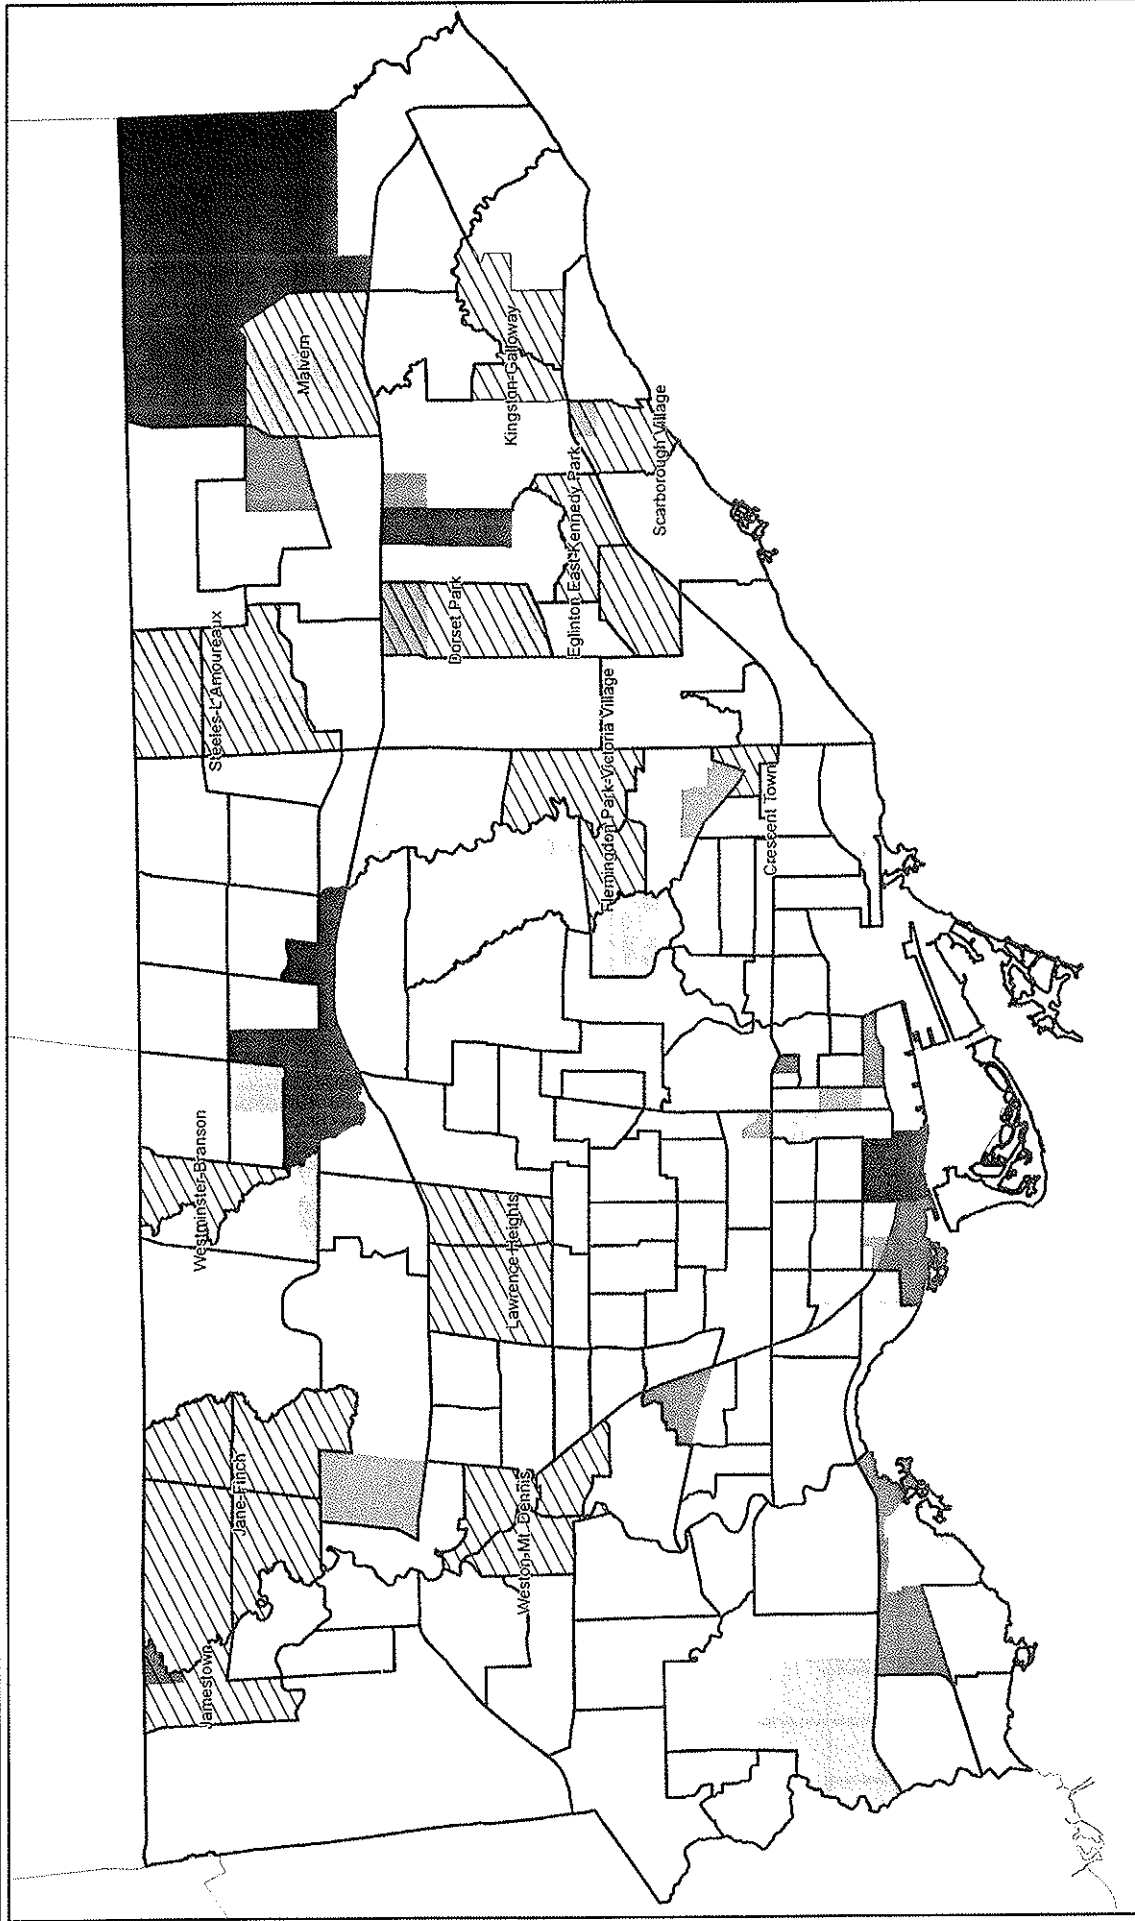 Malvern
Kingston-Galloway
Scarborough Village
Eglinton East-Kennedy Park
Dorset Park
Steeles-L'Amoureaux
Flemingdon Park-Victoria Village
Crescent Town
Westminster-Branson
Lawrence Heights
Jane-Finch
Weston-Mt. Dennis
Jamestown